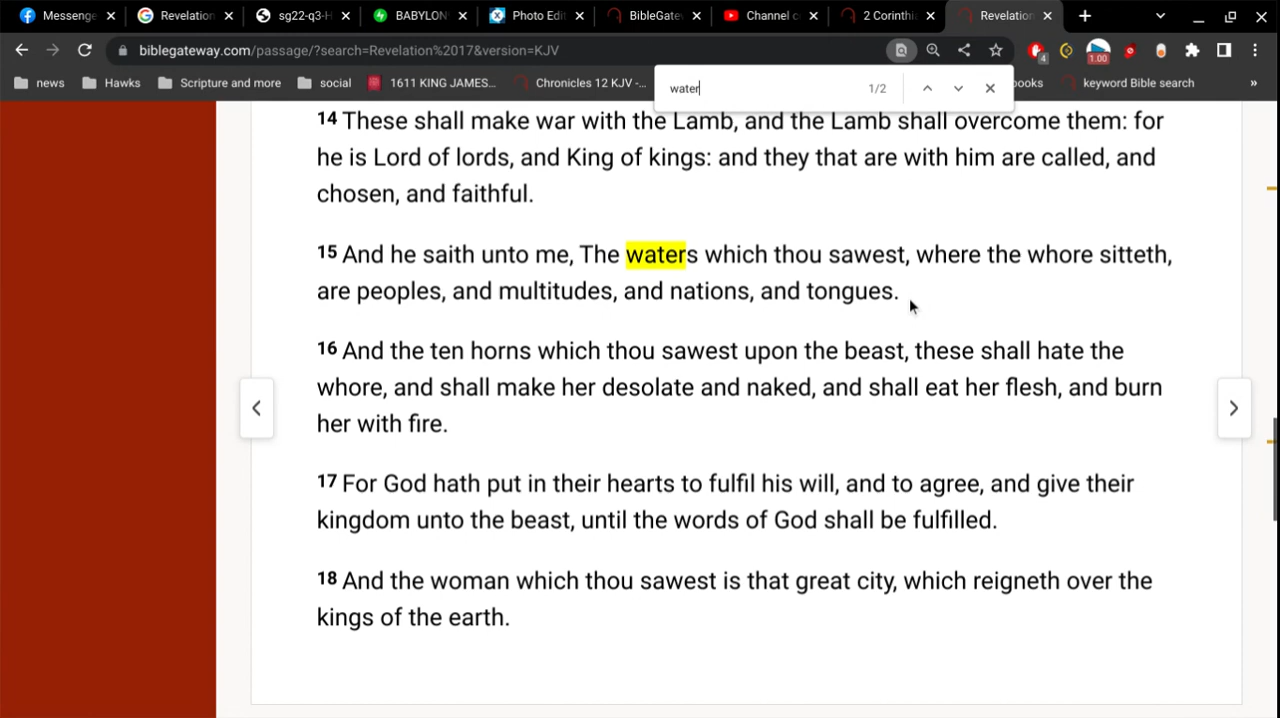 Messenge
Revelation
sg22-q3-H
BABYLON
Photo Edi
BibleGate
Channel c
2 Corinthi
Revelation
biblegateway.com/passage/?search=Revelation%2017&version=KJV
4
1.00
news
Hawks
Scripture and more
social
1611 KING JAMES...
Chronicles 12 KJV -...
ooks
keyword Bible search
»
water
1/2
14 These shall make war with the Lamb, and the Lamb shall overcome them: for
he is Lord of lords, and King of kings: and they that are with him are called, and
chosen, and faithful.
15 And he saith unto me, The waters which thou sawest, where the whore sitteth,
are peoples, and multitudes, and nations, and tongues.
16 And the ten horns which thou sawest upon the beast, these shall hate the
whore, and shall make her desolate and naked, and shall eat her flesh, and burn
her with fire.
17 For God hath put in their hearts to fulfil his will, and to agree, and give their
kingdom unto the beast, until the words of God shall be fulfilled.
18 And the woman which thou sawest is that great city, which reigneth over the
kings of the earth.